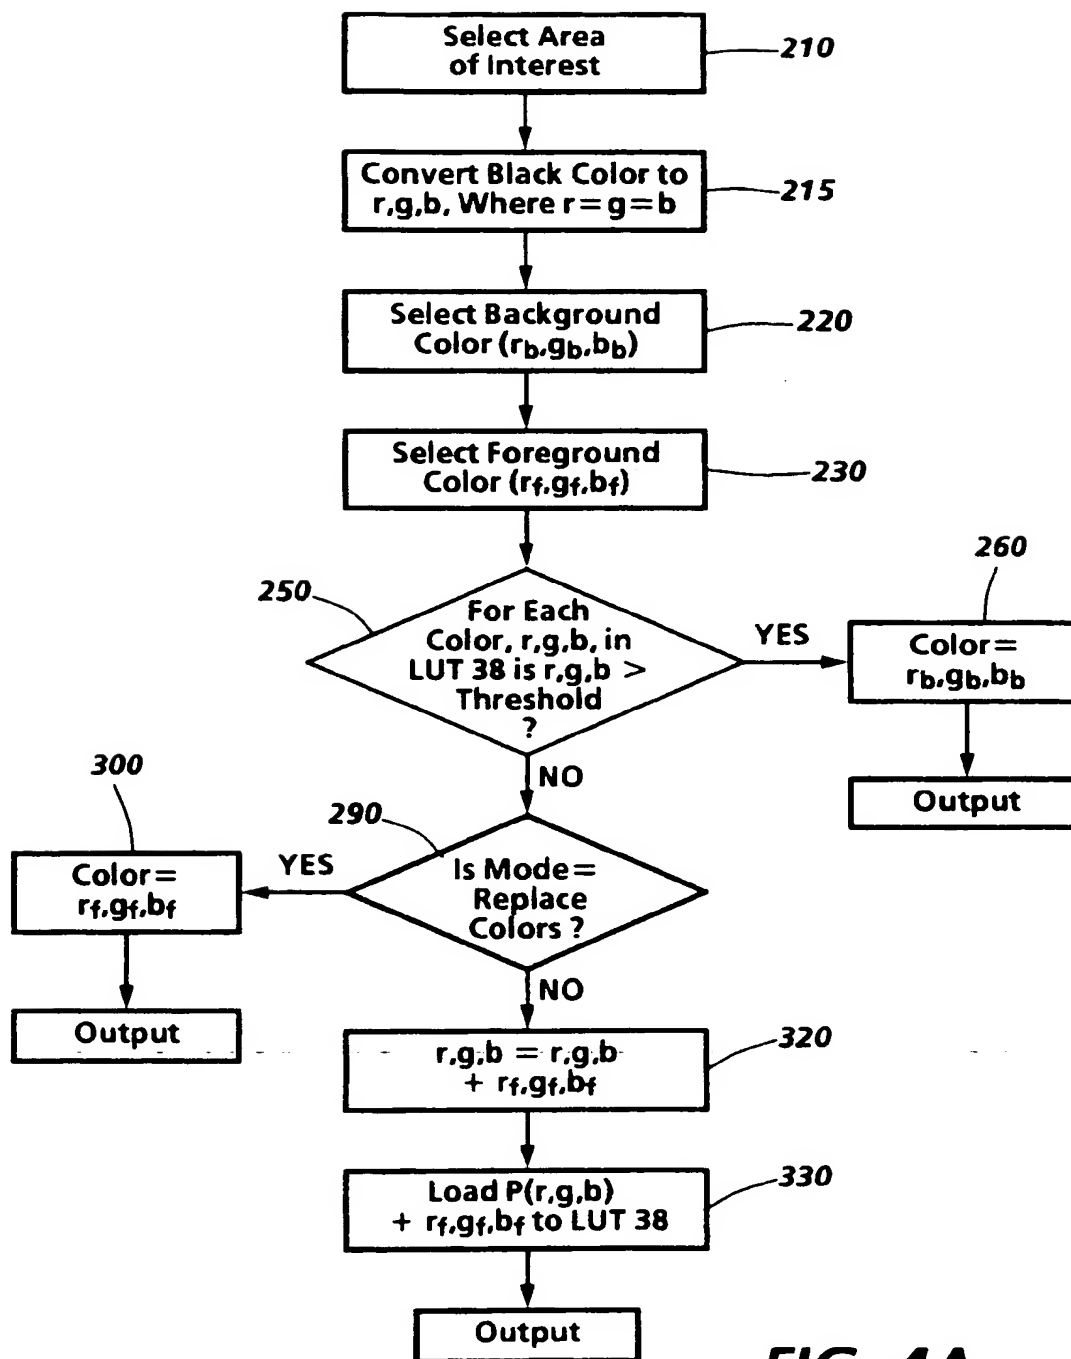 Select Area
of Interest
210
Convert Black Color to
r,g,b, Where r=g=b
215
Select Background
Color (rb,gb,bb)
220
Select Foreground
Color (rf,gf,bf)
230
250
For Each
Color, r,g,b, in
LUT 38 is r,g,b >
Threshold
?
YES
260
Color=
rb,gb,bb
Output
NO
290
Is Mode=
Replace
Colors ?
YES
300
Color=
rf,gf,bf
Output
NO
r,g,b = r,g,b
+ rf,gf,bf
320
Load P(r,g,b)
+ rf,gf,bf to LUT 38
330
Output
FIG. 4A